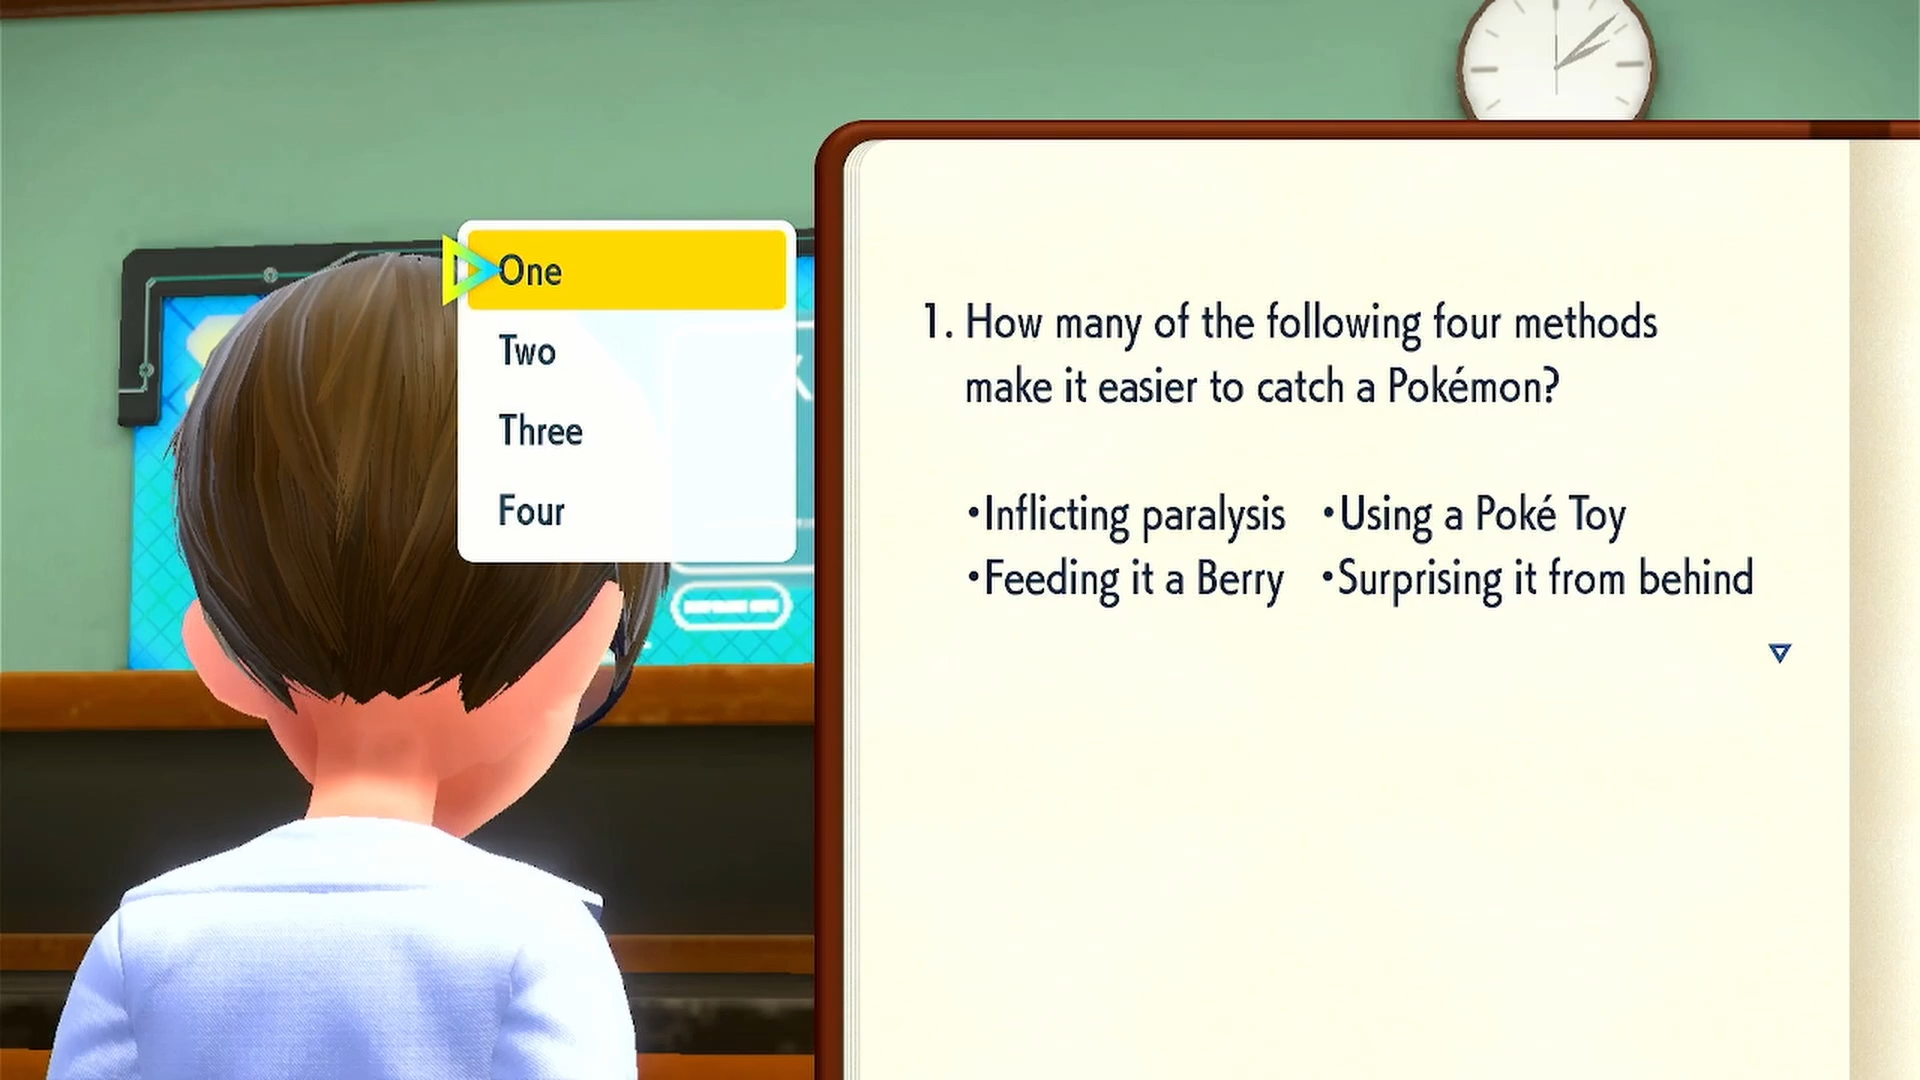 One
Two
Three
Four
1. How many of the following four methods
make it easier to catch a Pokémon?
•Inflicting paralysis •Using a Poké Toy
•Feeding it a Berry •Surprising it from behind